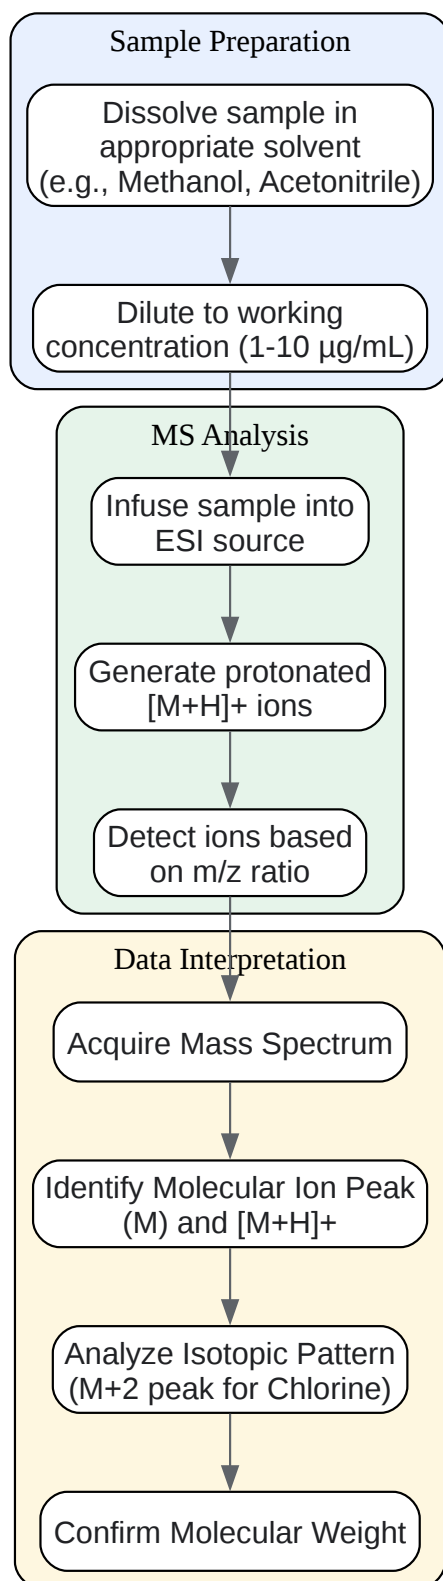 Sample Preparation
Dissolve sample in
appropriate solvent
(e.g., Methanol, Acetonitrile)
Dilute to working
concentration (1-10 µg/mL)
MS Analysis
Infuse sample into
ESI source
Generate protonated
[M+H]+ ions
Detect ions based
on m/z ratio
Data Interpretation
Acquire Mass Spectrum
Identify Molecular Ion Peak
(M) and [M+H]+
Analyze Isotopic Pattern
(M+2 peak for Chlorine)
Confirm Molecular Weight